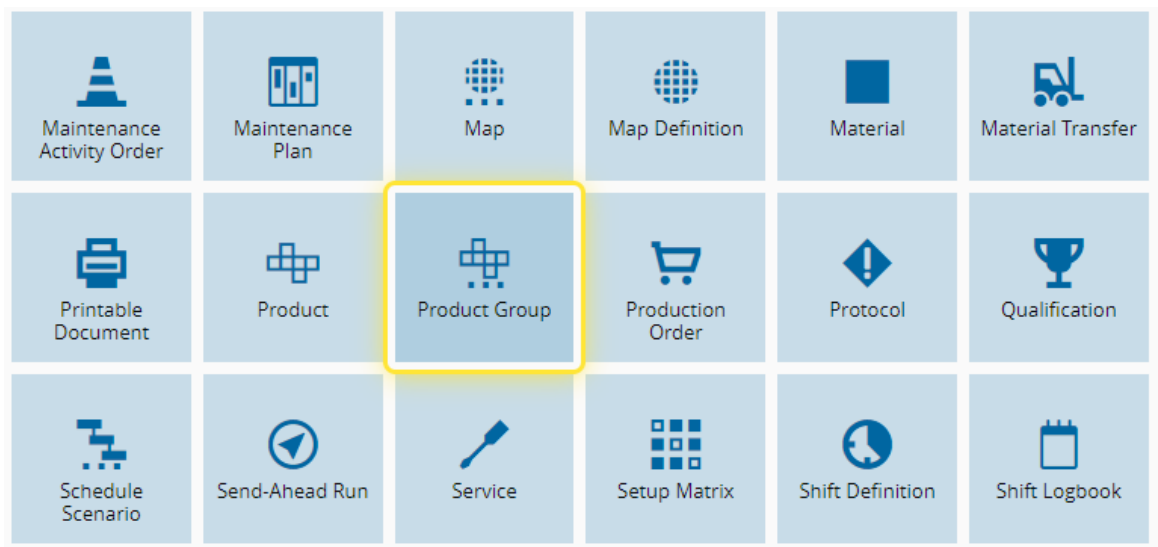 Maintenance
Activity Order
Maintenance
Plan
Map
Map Definition
Material
Material Transfer
Printable
Document
Product
Product Group
Production
Order
Protocol
Qualification
Schedule
Scenario
Send-Ahead Run
Service
Setup Matrix
Shift Definition
Shift Logbook